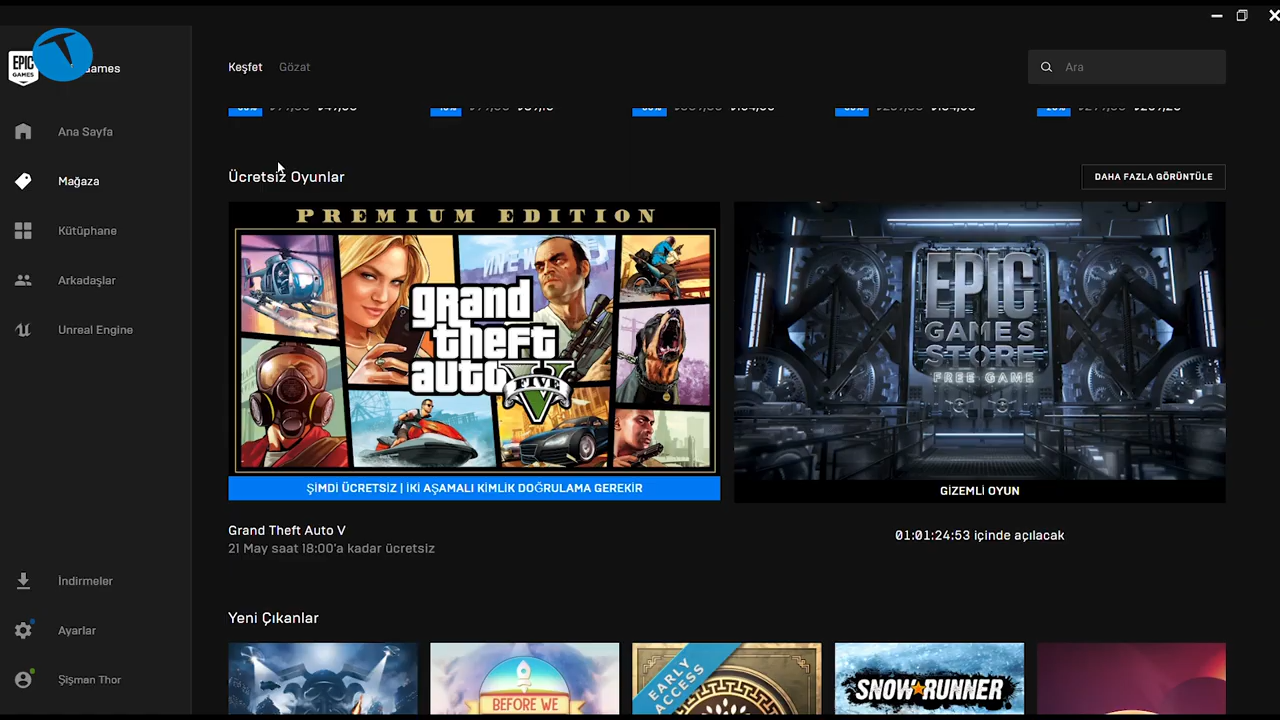 EPIC
GAMES
Games
Keşfet
Gözat
Ara
Ana Sayfa
Mağaza
Kütüphane
Arkadaşlar
Unreal Engine
İndirmeler
Ayarlar
Şişman Thor
Ücretsiz Oyunlar
DAHA FAZLA GÖRÜNTÜLE
PREMIUM EDITION
grand
theft
auto
FIVE
ŞİMDİ ÜCRETSİZ | İKİ AŞAMALI KİMLİK DOĞRULAMA GEREKİR
Grand Theft Auto V
21 May saat 18:00'a kadar ücretsiz
EPIC
GAMES
STORE
FREE GAME
GİZEMLİ OYUN
01:01:24:53 içinde açılacak
Yeni Çıkanlar
BEFORE WE
EARLY
ACCESS
SNOWRUNNER